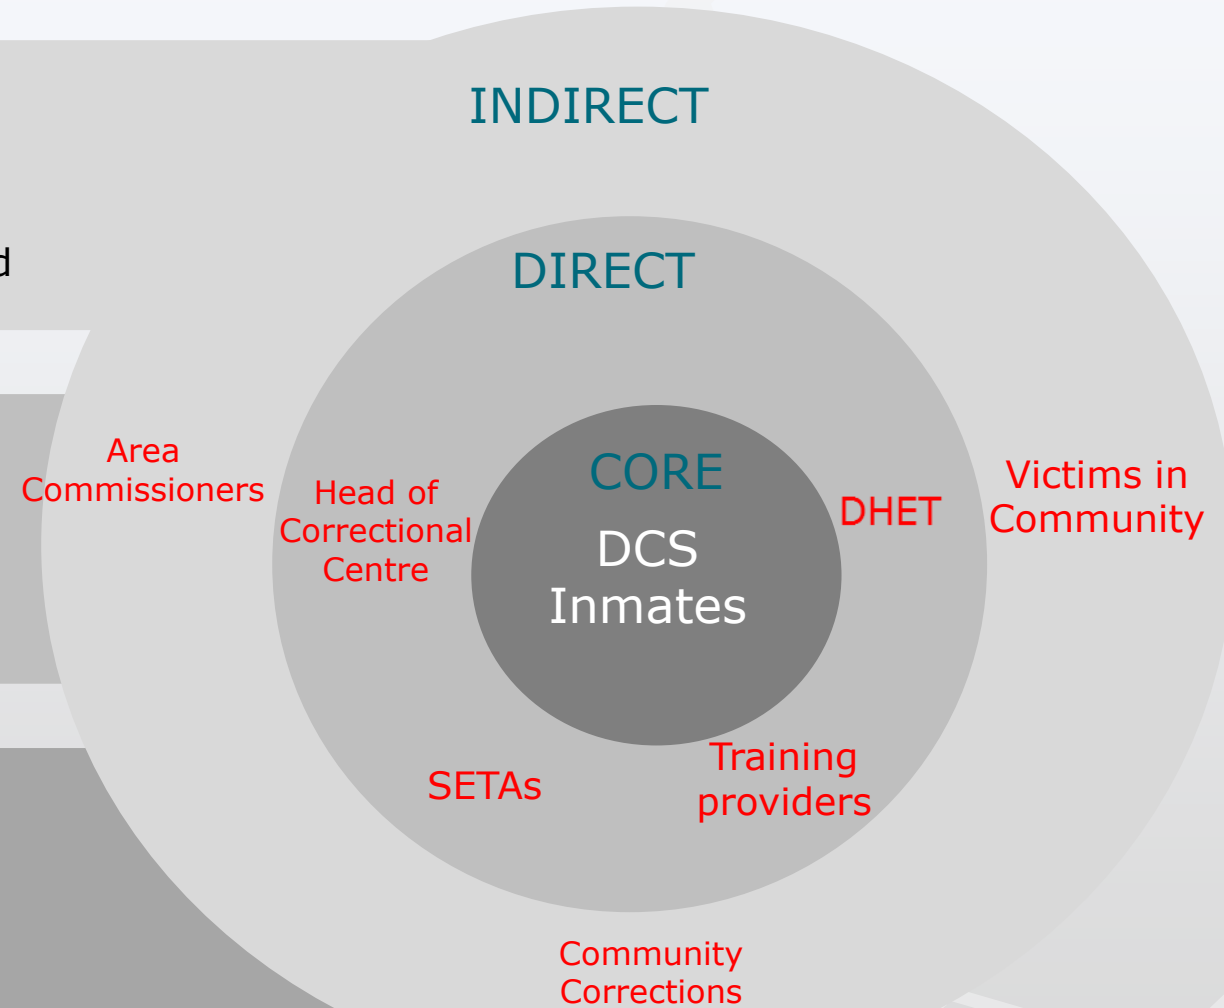 INDIRECT
d
DIRECT
Area
Commissioners
Head of
Correctional
Centre
CORE
DCS
Inmates
DHET
Victims in
Community
SETAs
Training
providers
Community
Corrections